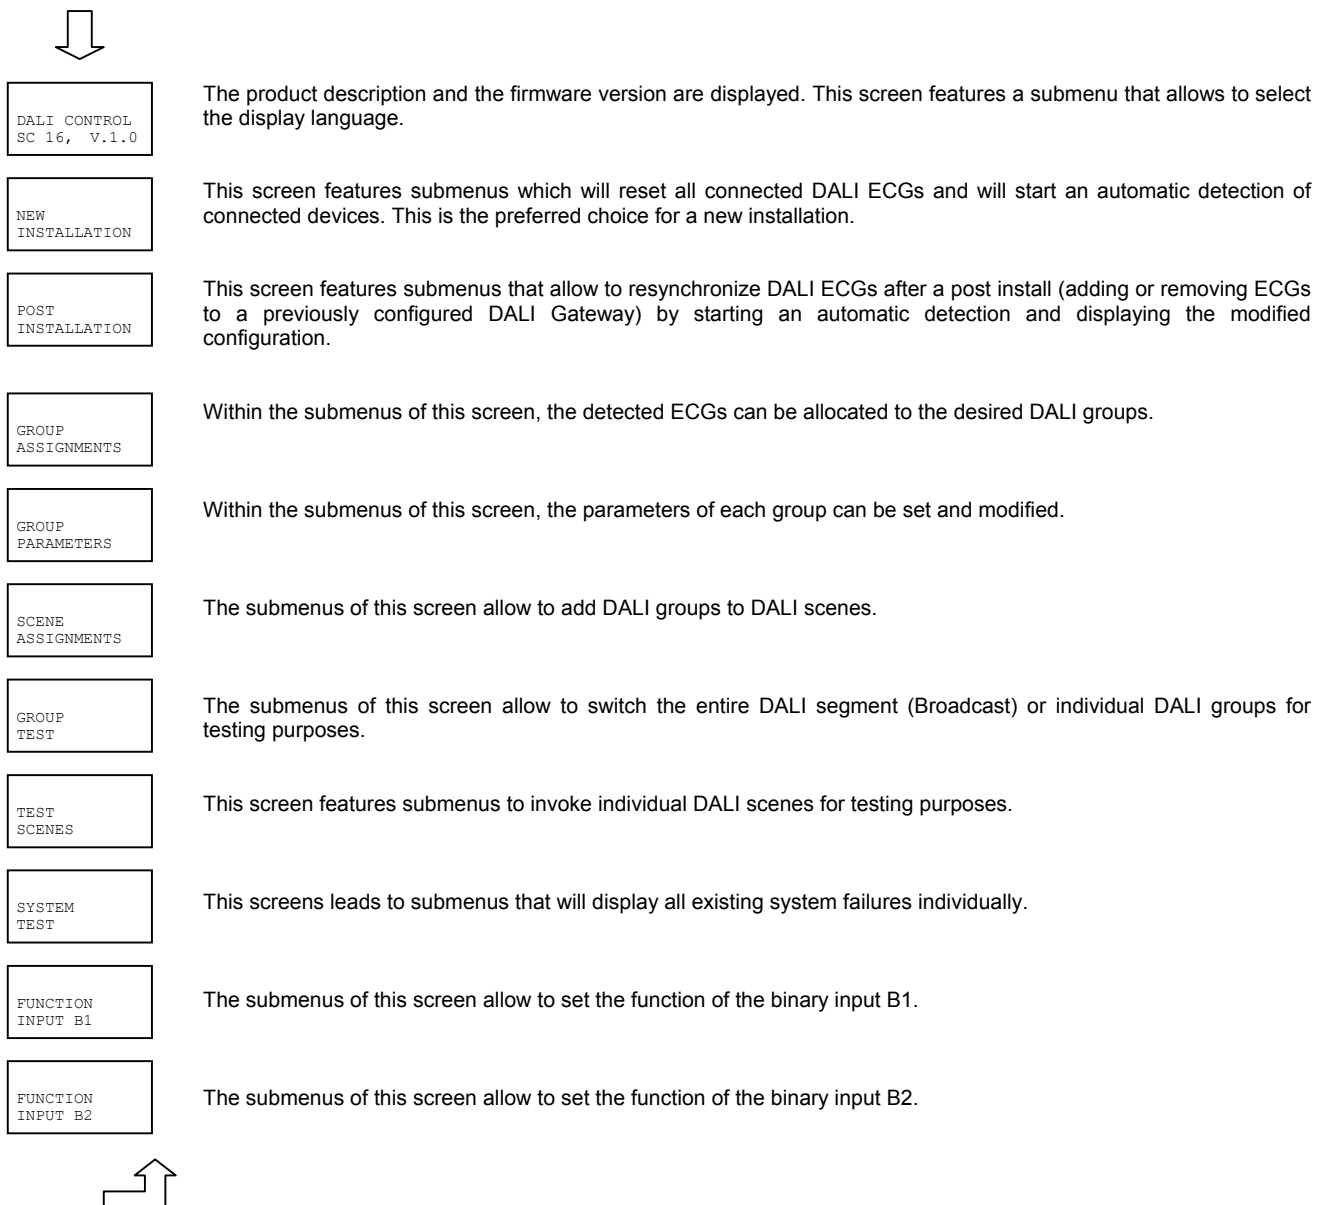 DALI CONTROL
SC 16, V.1.0
The product description and the firmware version are displayed. This screen features a submenu that allows to select
the display language.
NEW
INSTALLATION
This screen features submenus which will reset all connected DALI ECGs and will start an automatic detection of
connected devices. This is the preferred choice for a new installation.
POST
INSTALLATION
This screen features submenus that allow to resynchronize DALI ECGs after a post install (adding or removing ECGs
to a previously configured DALI Gateway) by starting an automatic detection and displaying the modified
configuration.
GROUP
ASSIGNMENTS
Within the submenus of this screen, the detected ECGs can be allocated to the desired DALI groups.
GROUP
PARAMETERS
Within the submenus of this screen, the parameters of each group can be set and modified.
SCENE
ASSIGNMENTS
The submenus of this screen allow to add DALI groups to DALI scenes.
GROUP
TEST
The submenus of this screen allow to switch the entire DALI segment (Broadcast) or individual DALI groups for
testing purposes.
TEST
SCENES
This screen features submenus to invoke individual DALI scenes for testing purposes.
SYSTEM
TEST
This screens leads to submenus that will display all existing system failures individually.
FUNCTION
INPUT B1
The submenus of this screen allow to set the function of the binary input B1.
FUNCTION
INPUT B2
The submenus of this screen allow to set the function of the binary input B2.